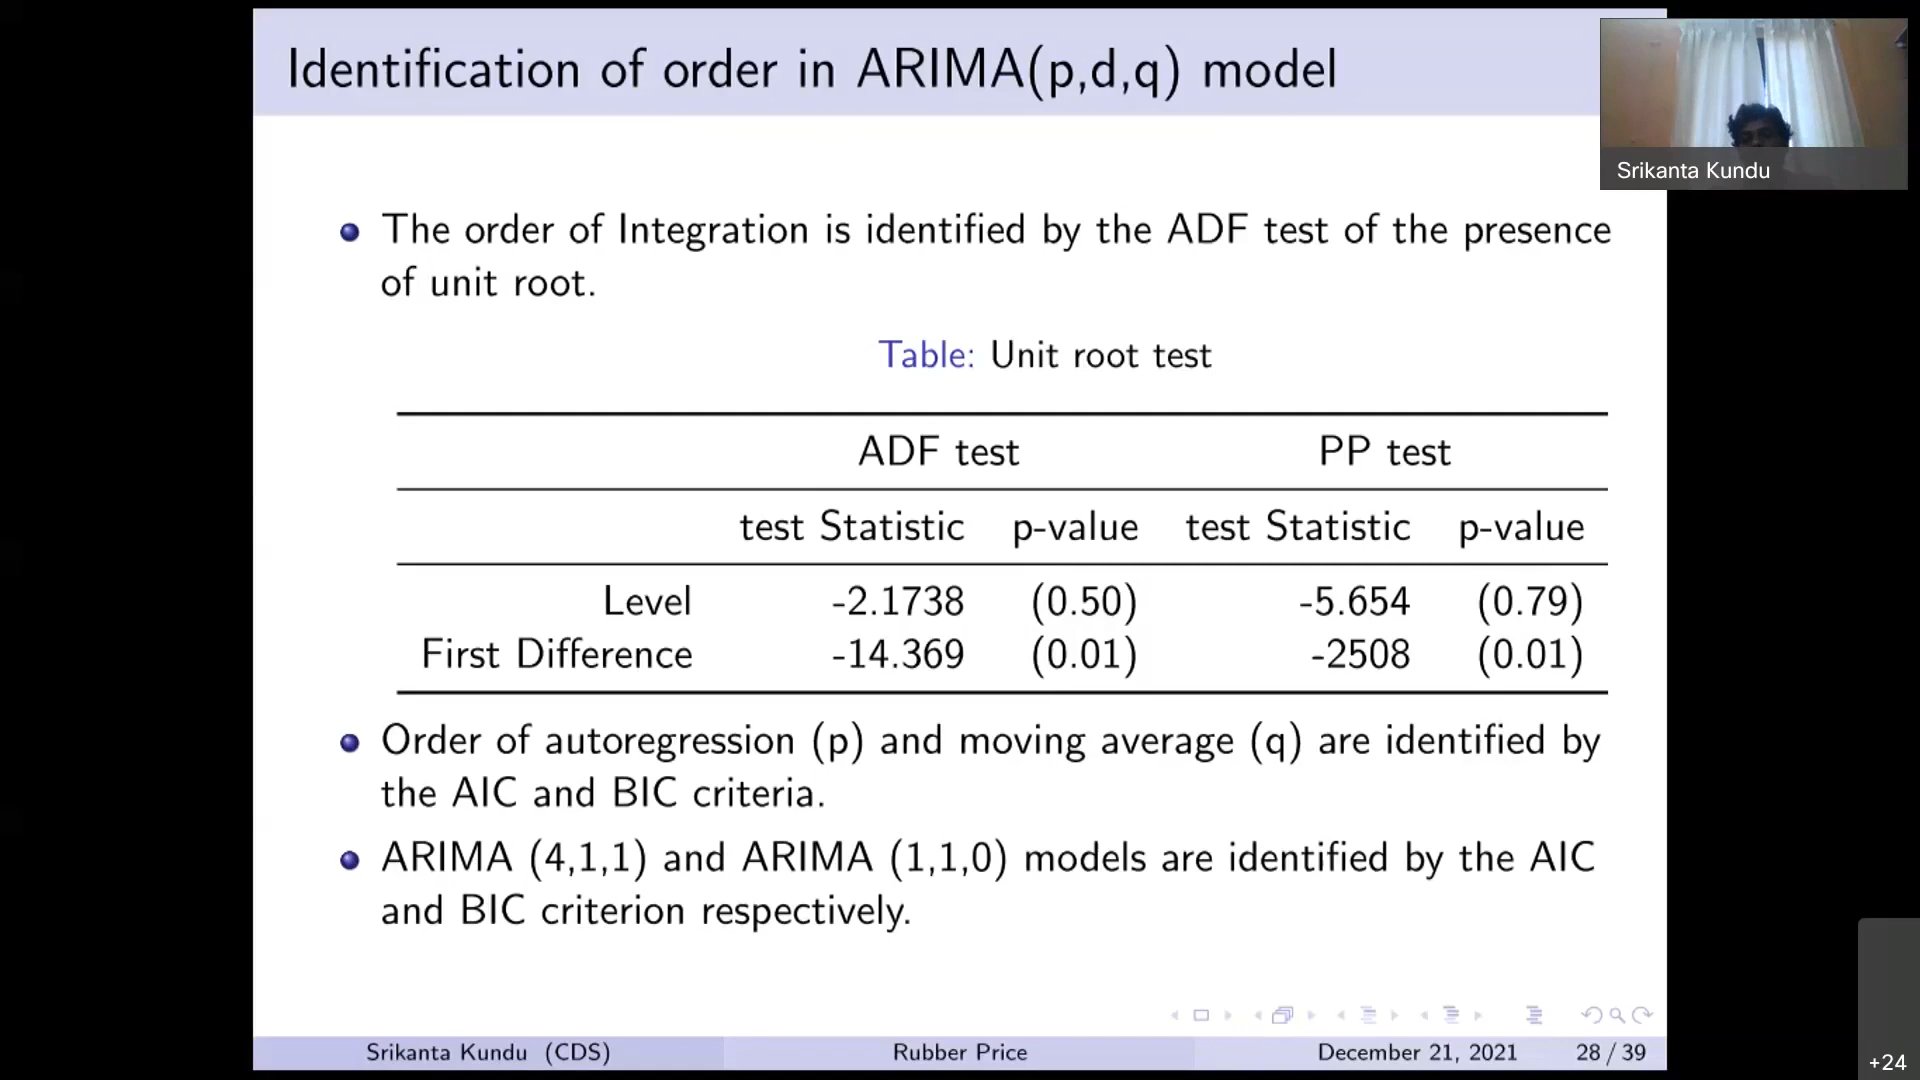 Identification of order in ARIMA(p,d,q) model
Srikanta Kundu
The order of Integration is identified by the ADF test of the presence
of unit root.
Table: Unit root test
ADF test PP test
test Statistic p-value test Statistic p-value
Level -2.1738 (0.50) -5.654 (0.79)
First Difference -14.369 (0.01) -2508 (0.01)
Order of autoregression (p) and moving average (q) are identified by
the AIC and BIC criteria.
ARIMA (4,1,1) and ARIMA (1,1,0) models are identified by the AIC
and BIC criterion respectively.
Srikanta Kundu (CDS) Rubber Price December 21, 2021 28 / 39
+24